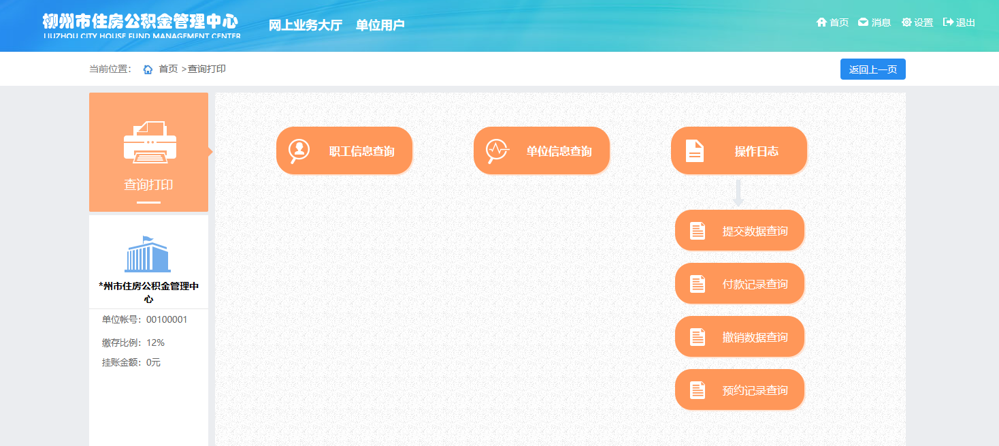 柳州市住房公积金管理中心
LIUZHOU CITY HOUSE FUND MANAGEMENT CENTER
网上业务大厅 单位用户
首页 消息 设置 退出
当前位置： 首页 >查询打印
返回上一页
查询打印
*州市住房公积金管理中
心
单位帐号：00100001
缴存比例：12%
挂账金额：0元
职工信息查询
单位信息查询
操作日志
提交数据查询
付款记录查询
撤销数据查询
预约记录查询